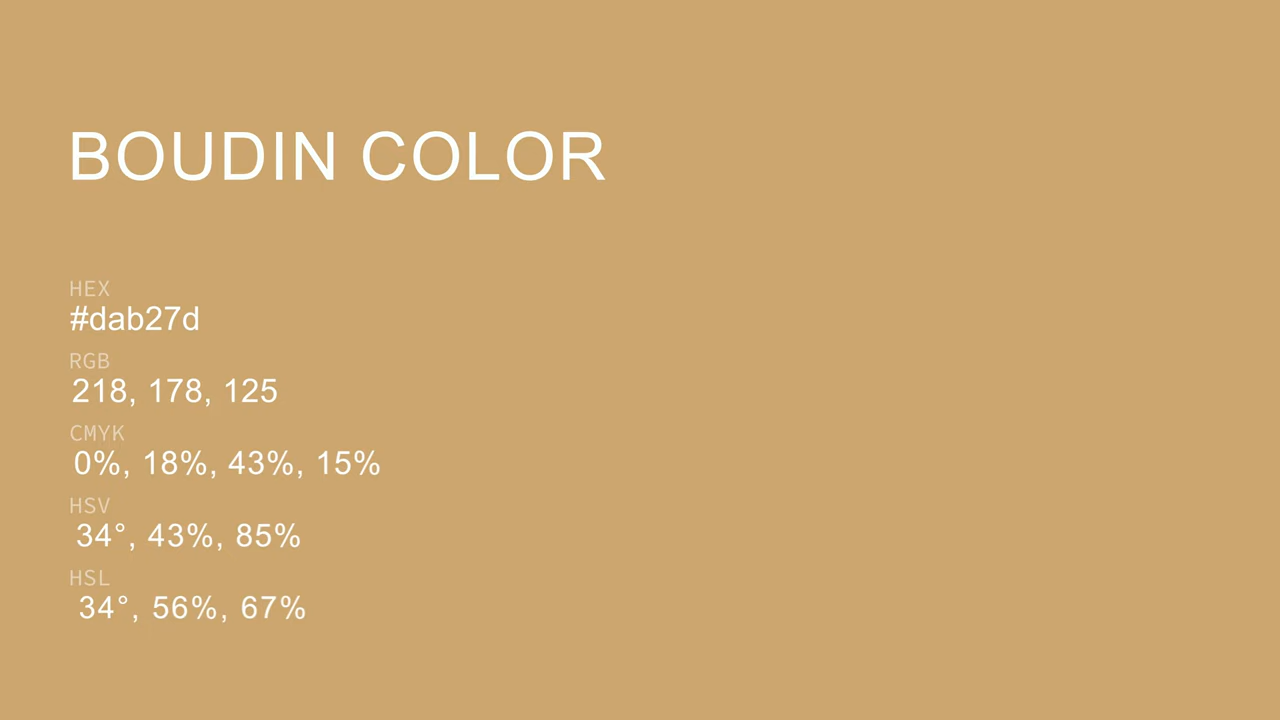 BOUDIN COLOR
HEX
#dab27d
RGB
218, 178, 125
CMYK
0%, 18%, 43%, 15%
HSV
34°, 43%, 85%
HSL
34°, 56%, 67%